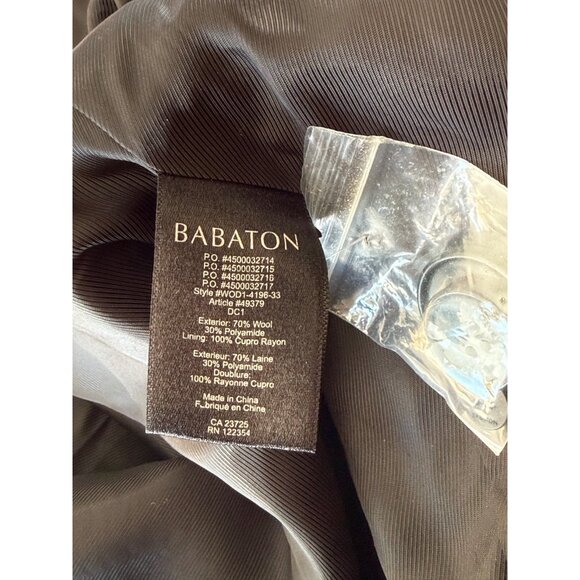 BABATON
P.O. #4500032714
P.O. #4500032715
P.O. #4500032716
P.O. #4500032717
Style #WOD1-4196-33
Article #49379
DC1
Exterior: 70% Wool
30% Polyamide
Lining: 100% Cupro Rayon
Exterieur: 70% Laine
30% Polyamide
Doublure:
100% Rayonne Cupro
Made in China
Fabriqué en Chine
CA 23725
RN 122354